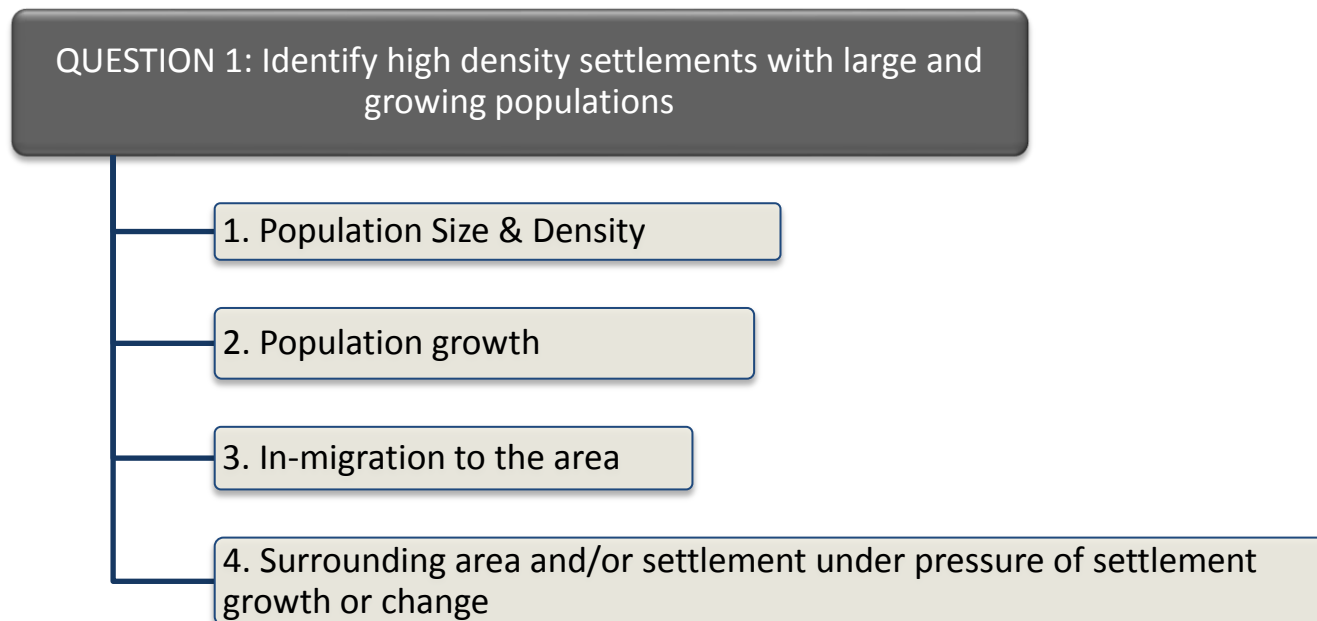 QUESTION 1: Identify high density settlements with large and
growing populations
1. Population Size & Density
2. Population growth
3. In-migration to the area
4. Surrounding area and/or settlement under pressure of settlement
growth or change